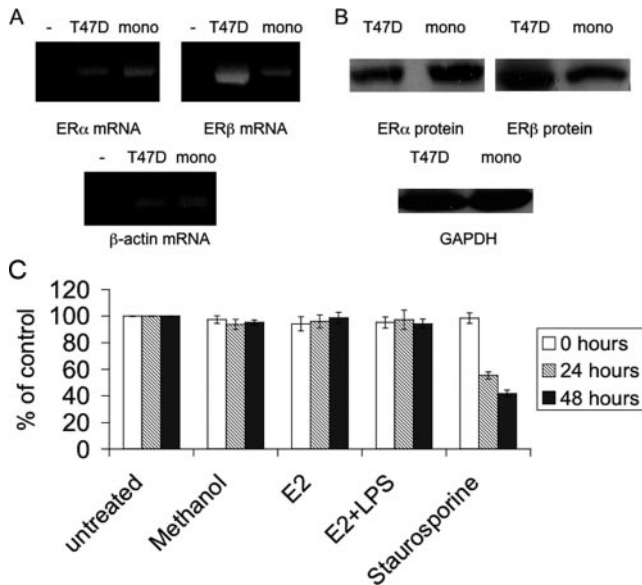 A
- T47D mono
- T47D mono
ERα mRNA
ERβ mRNA
- T47D mono
β-actin mRNA
B
T47D mono
T47D mono
ERα protein
ERβ protein
T47D mono
GAPDH
C
% of control
120
100
80
60
40
20
0
untreated
Methanol
E2
E2+LPS
Staurosporine
0 hours
24 hours
48 hours